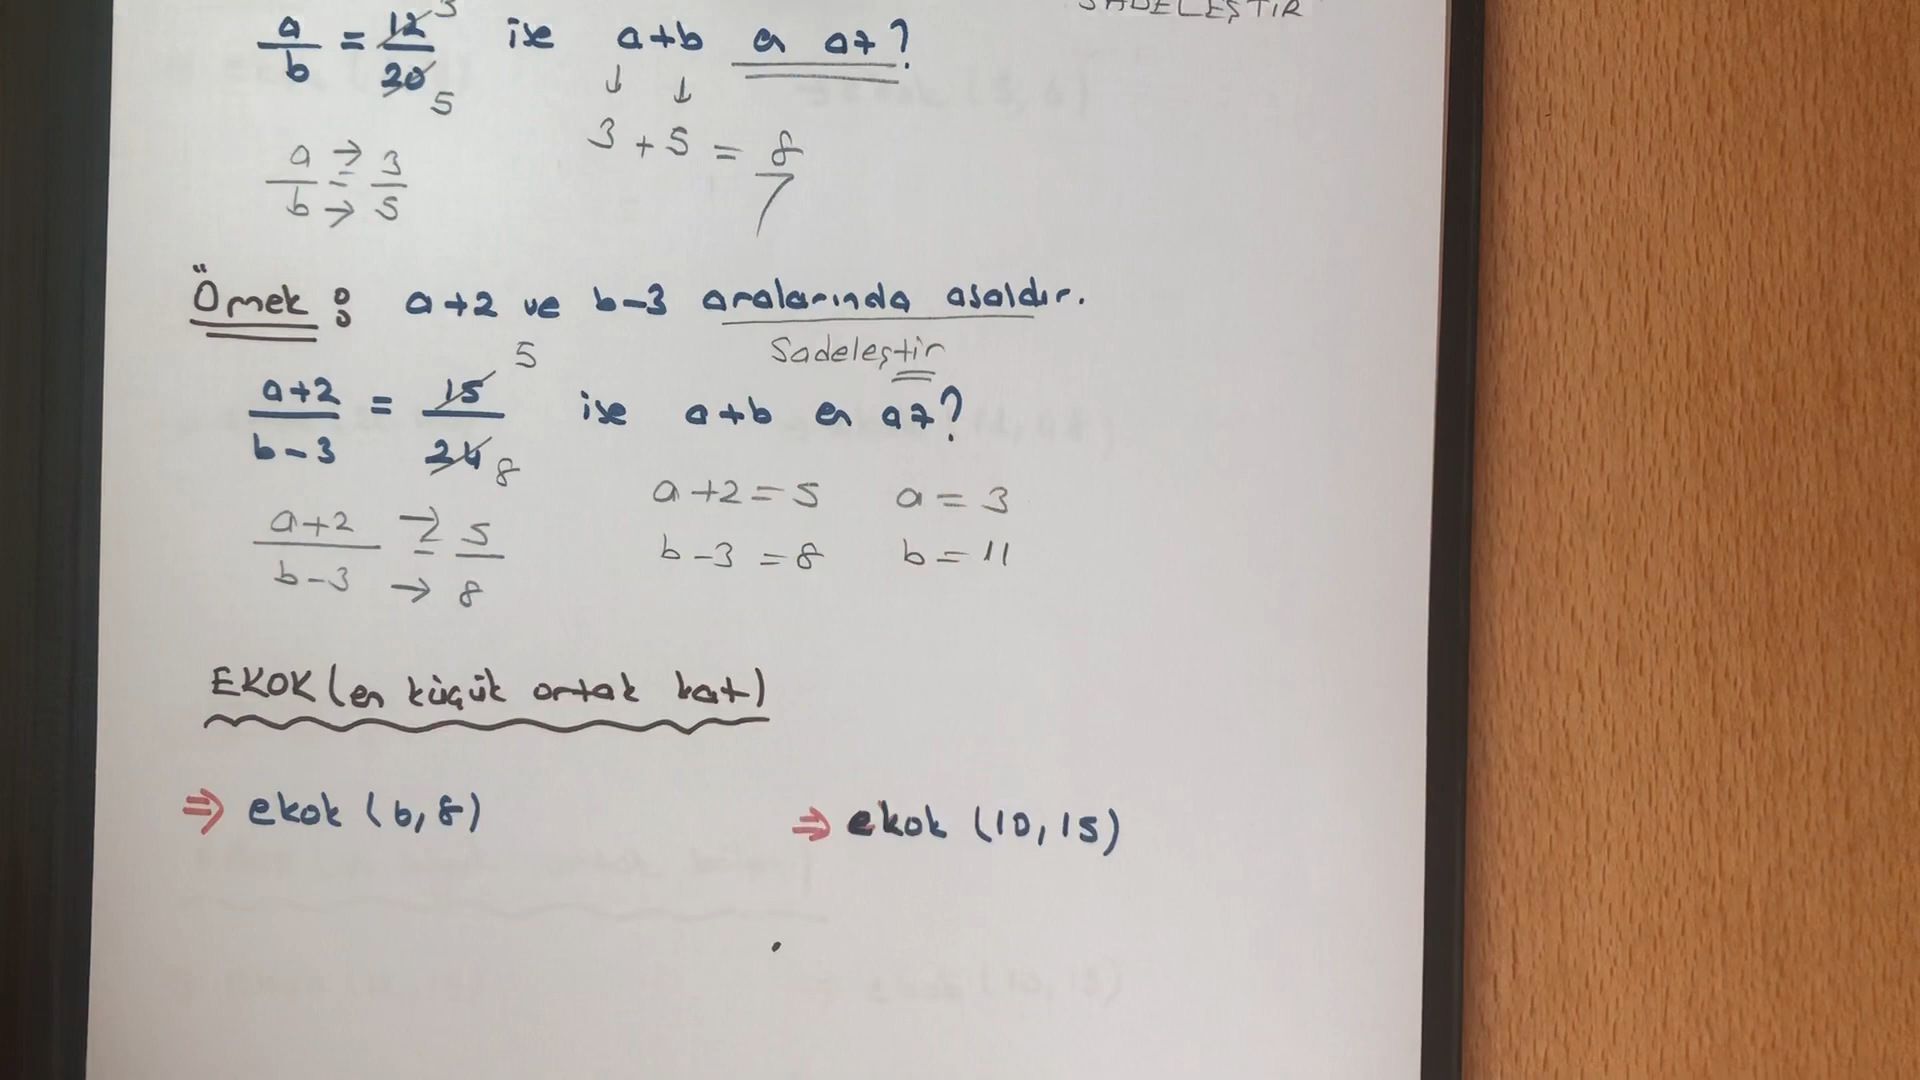 SADELEŞTİR
a/b = 12/20 ise a+b en az?
3
5
↓ ↓
3 + 5 = 8
a/b ⇒ 3/5
Örnek : a+2 ve b-3 aralarında asaldır.
Sadeleştir
5
a+2/b-3 = 15/24 ise a+b en az?
8
a+2/b-3 = 5/8
a+2=5 a=3
b-3=8 b=11
EKOK (en küçük ortak kat)
⇒ ekok (6,8) ⇒ ekok (10,15)